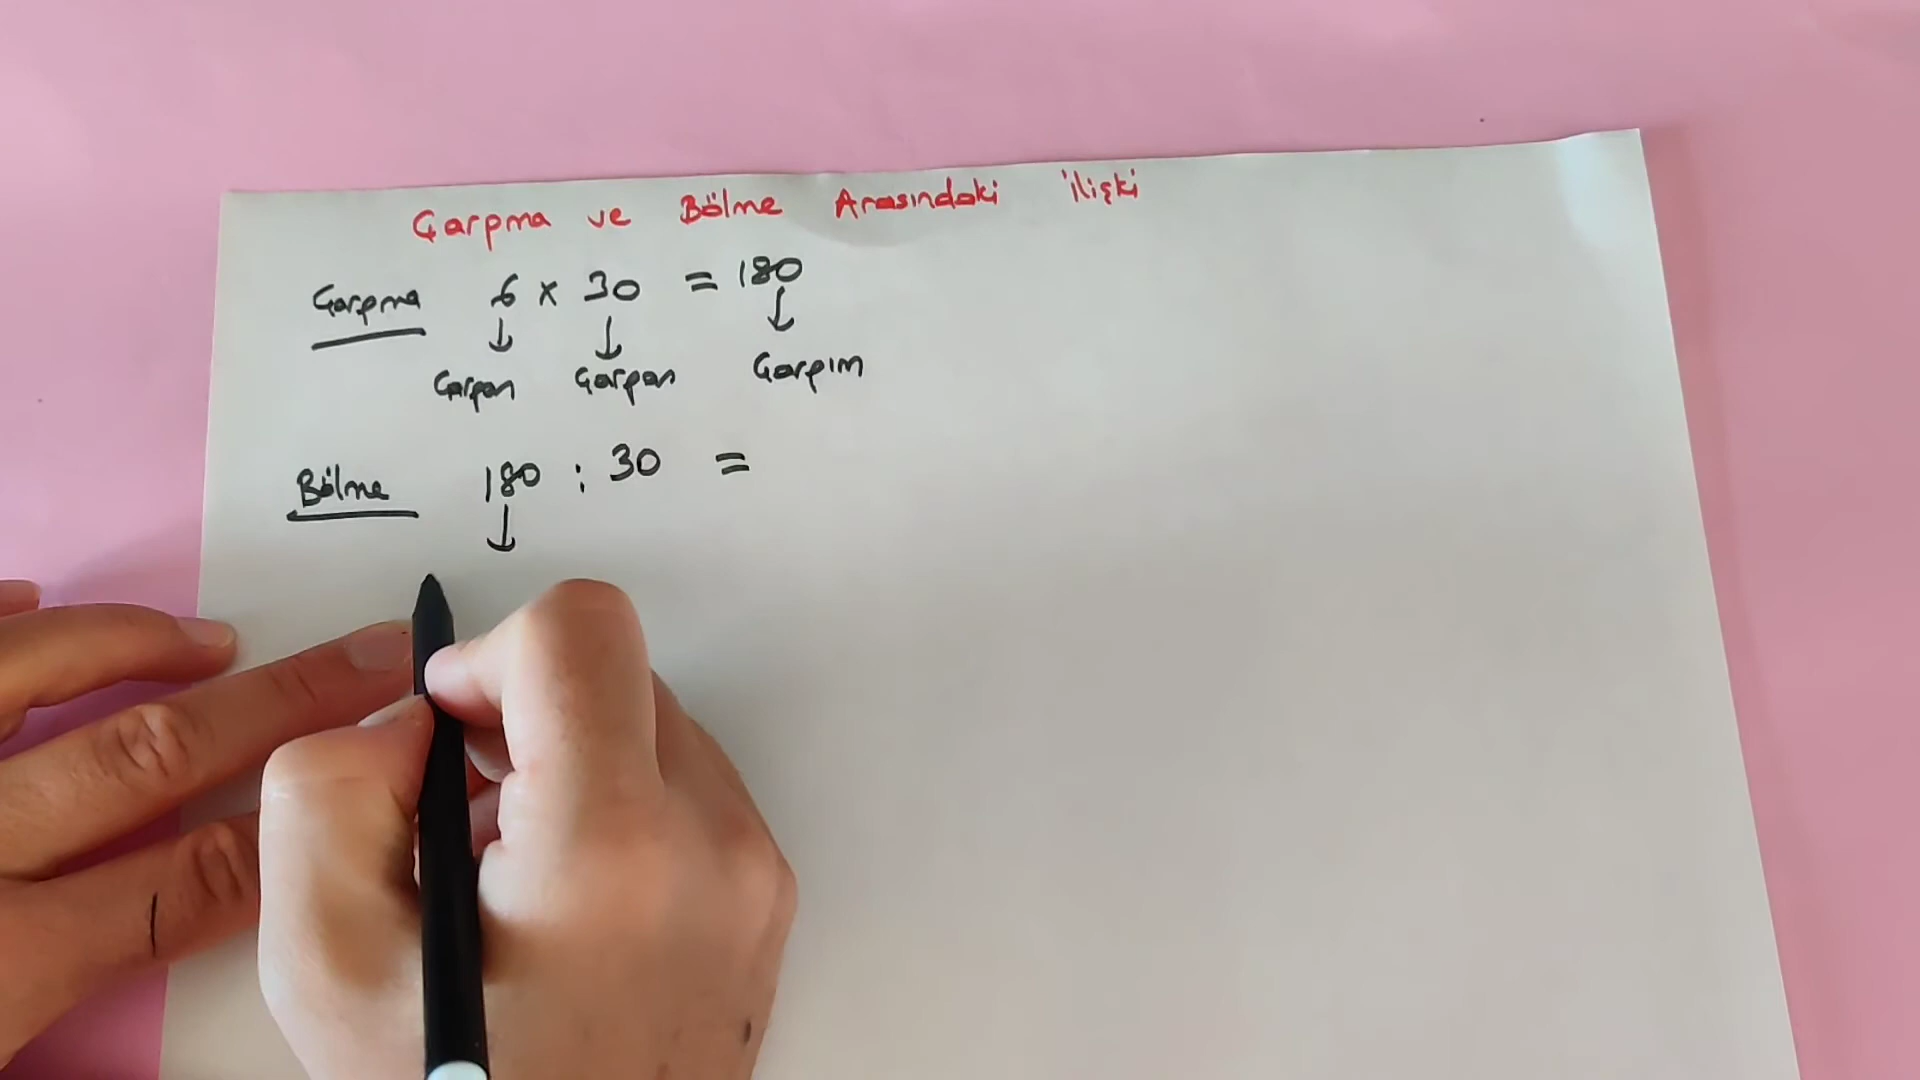 Çarpma ve Bölme Arasındaki İlişki
Çarpma 6 x 30 = 180
Çarpan Çarpan Çarpım
Bölme 180 : 30 =